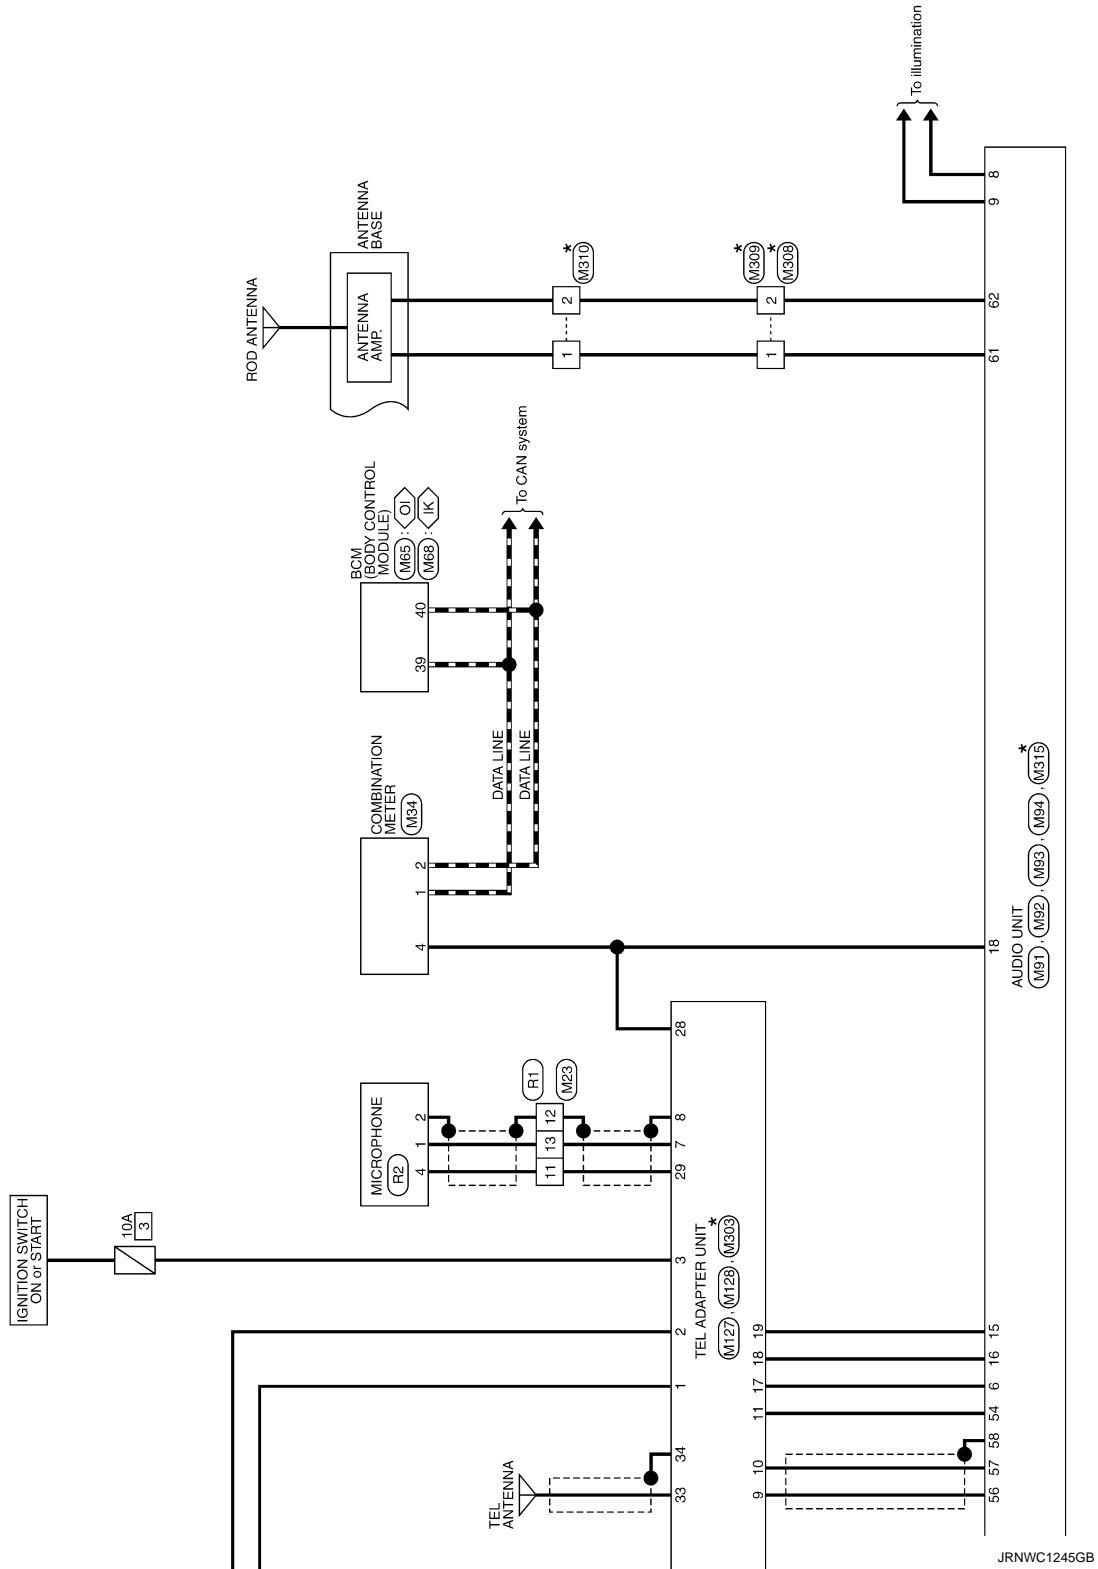 IGNITION SWITCH
ON or START
10A
3
TEL
ANTENNA
MICROPHONE
R2
4
1
2
11
13
12
R1
M23
COMBINATION
METER
M34
4
1
2
DATA LINE
DATA LINE
BCM
(BODY CONTROL
MODULE)
M65 : OI
M68 : IK
39
40
To CAN system
ROD ANTENNA
ANTENNA
BASE
ANTENNA
AMP.
1
2
*
M310
1
2
*
M309
*
M308
To illumination
33
34
1
2
3
29
7
8
28
TEL ADAPTER UNIT
*
M127 , M128 , M303
9
10
11
17
18
19
56
57
58
54
6
16
15
18
61
62
9
8
AUDIO UNIT
*
M91 , M92 , M93 , M94 , M315
JRNWC1245GB